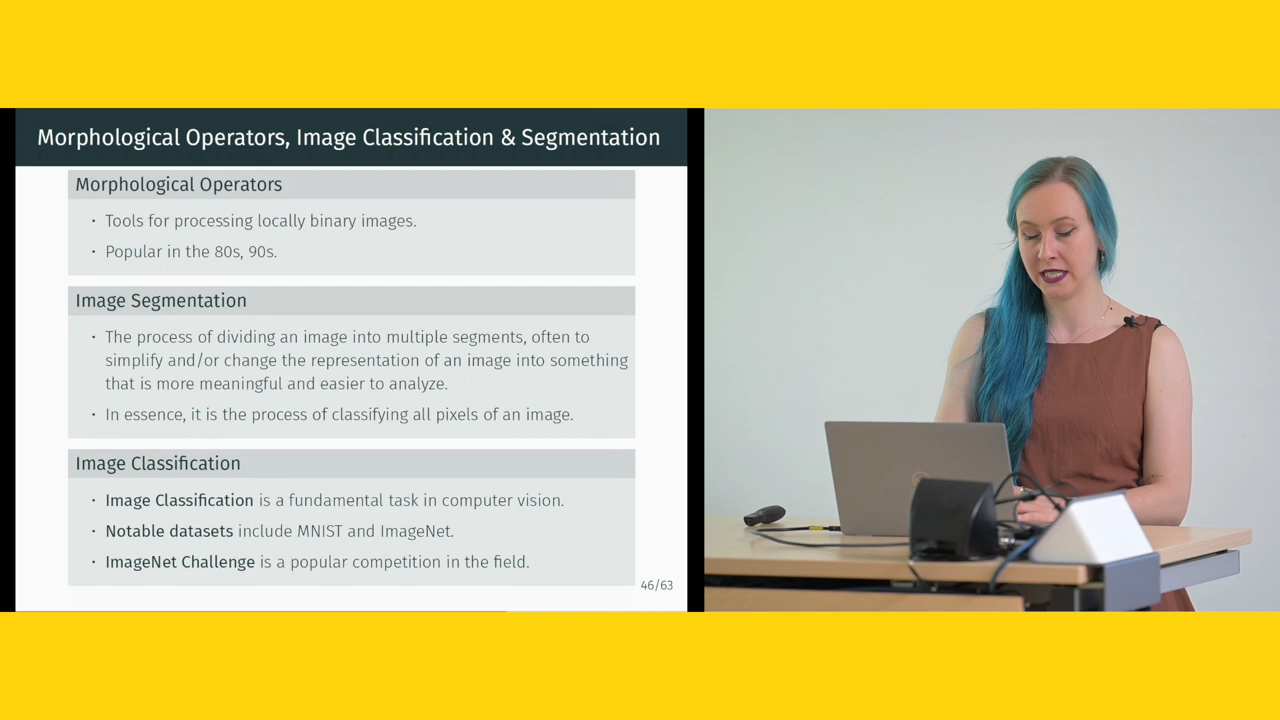 Morphological Operators, Image Classification & Segmentation
Morphological Operators
· Tools for processing locally binary images.
· Popular in the 80s, 90s.
Image Segmentation
· The process of dividing an image into multiple segments, often to
simplify and/or change the representation of an image into something
that is more meaningful and easier to analyze.
· In essence, it is the process of classifying all pixels of an image.
Image Classification
· Image Classification is a fundamental task in computer vision.
· Notable datasets include MNIST and ImageNet.
· ImageNet Challenge is a popular competition in the field.
46/63